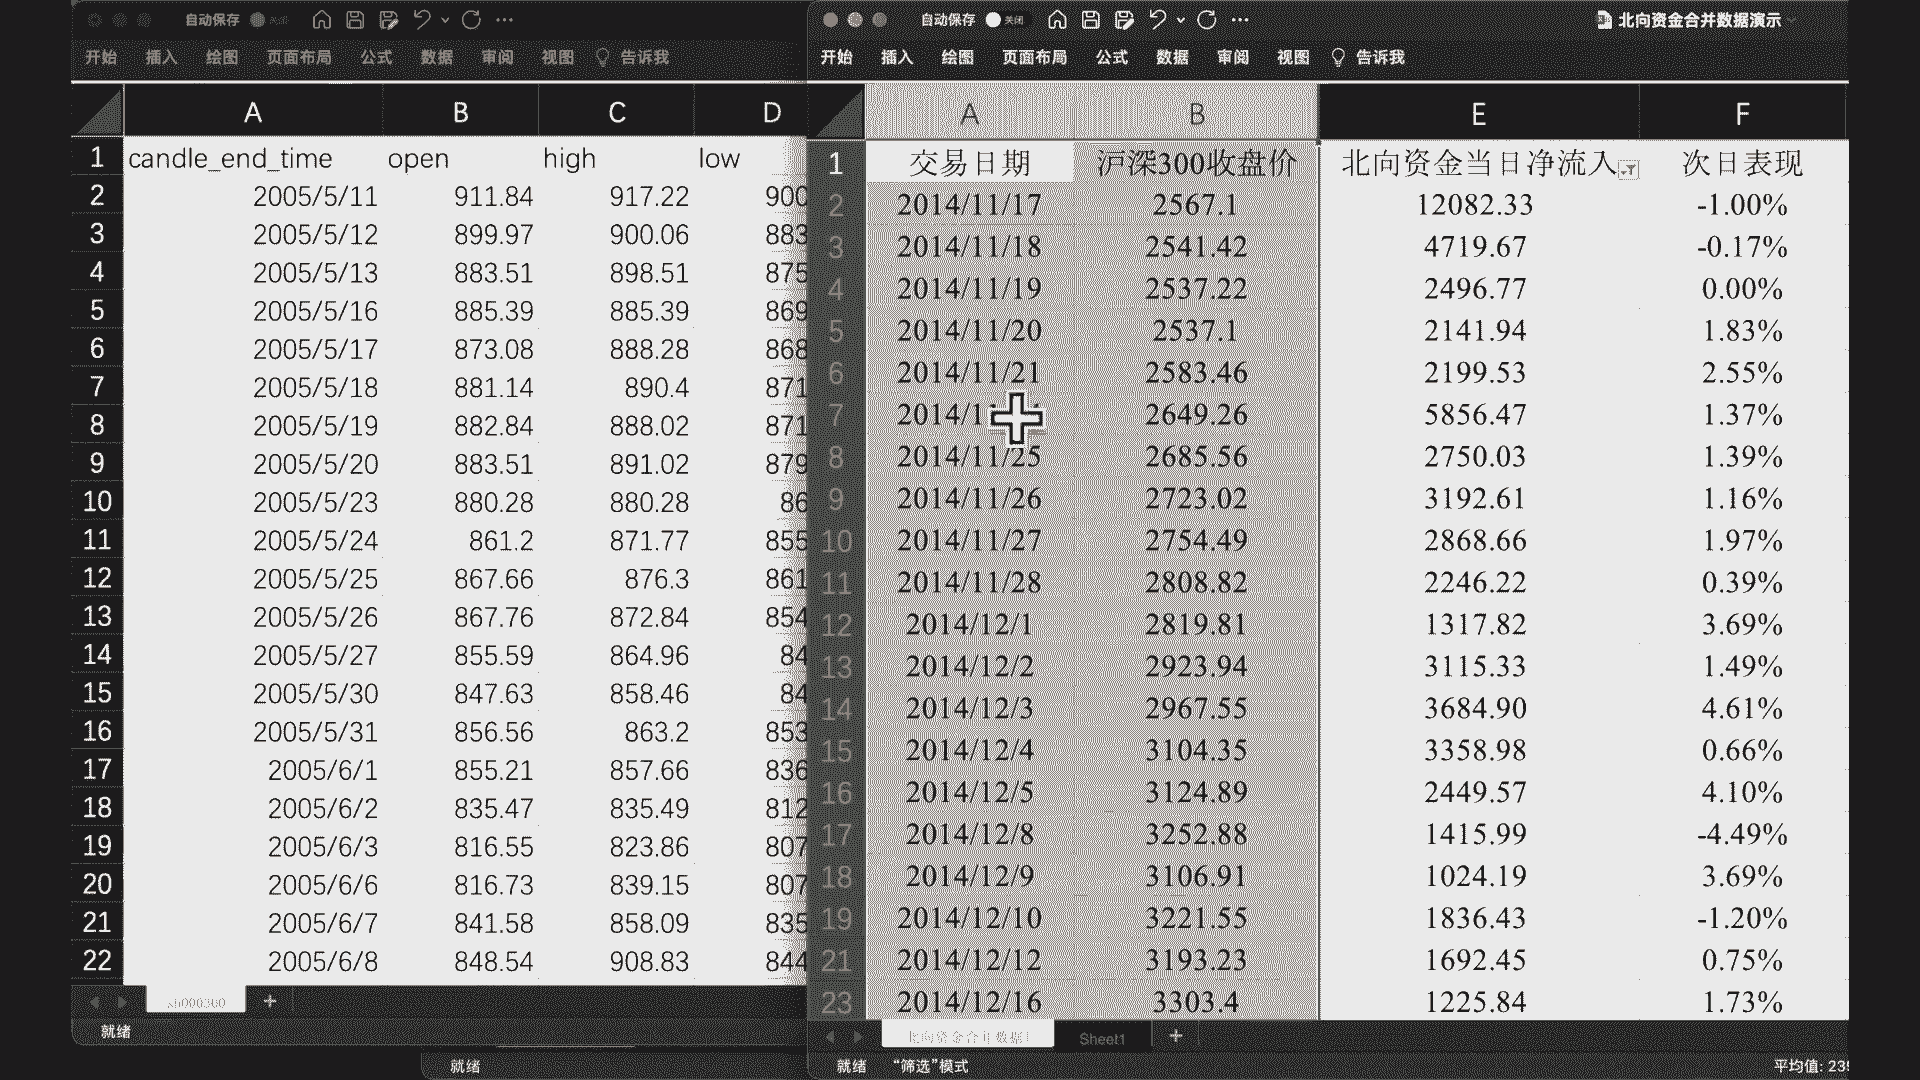 自动保存 关闭
开始 插入 绘图 页面布局 公式 数据 审阅 视图 告诉我
A B C D
1 candle_end_time open high low
2 2005/5/11 911.84 917.22 900
3 2005/5/12 899.97 900.06 883
4 2005/5/13 883.51 898.51 875
5 2005/5/16 885.39 885.39 869
6 2005/5/17 873.08 888.28 868
7 2005/5/18 881.14 890.4 871
8 2005/5/19 882.84 888.02 871
9 2005/5/20 883.51 891.02 879
10 2005/5/23 880.28 880.28 86
11 2005/5/24 861.2 871.77 855
12 2005/5/25 867.66 876.3 861
13 2005/5/26 867.76 872.84 854
14 2005/5/27 855.59 864.96 84
15 2005/5/30 847.63 858.46 84
16 2005/5/31 856.56 863.2 853
17 2005/6/1 855.21 857.66 836
18 2005/6/2 835.47 835.49 812
19 2005/6/3 816.55 823.86 807
20 2005/6/6 816.73 839.15 807
21 2005/6/7 841.58 858.09 835
22 2005/6/8 848.54 908.83 844
sh000300 +
就绪
就绪
自动保存 关闭 北向资金合并数据演示
开始 插入 绘图 页面布局 公式 数据 审阅 视图 告诉我
A B E F
1 交易日期 沪深300收盘价 北向资金当日净流入 次日表现
2 2014/11/17 2567.1 12082.33 -1.00%
3 2014/11/18 2541.42 4719.67 -0.17%
4 2014/11/19 2537.22 2496.77 0.00%
5 2014/11/20 2537.1 2141.94 1.83%
6 2014/11/21 2583.46 2199.53 2.55%
7 2014/1 2649.26 5856.47 1.37%
8 2014/11/25 2685.56 2750.03 1.39%
9 2014/11/26 2723.02 3192.61 1.16%
10 2014/11/27 2754.49 2868.66 1.97%
11 2014/11/28 2808.82 2246.22 0.39%
12 2014/12/1 2819.81 1317.82 3.69%
13 2014/12/2 2923.94 3115.33 1.49%
14 2014/12/3 2967.55 3684.90 4.61%
15 2014/12/4 3104.35 3358.98 0.66%
16 2014/12/5 3124.89 2449.57 4.10%
17 2014/12/8 3252.88 1415.99 -4.49%
18 2014/12/9 3106.91 1024.19 3.69%
19 2014/12/10 3221.55 1836.43 -1.20%
21 2014/12/12 3193.23 1692.45 0.75%
23 2014/12/16 3303.4 1225.84 1.73%
北向资金合并数据 Sheet1 +
就绪 “筛选”模式 平均值: 23